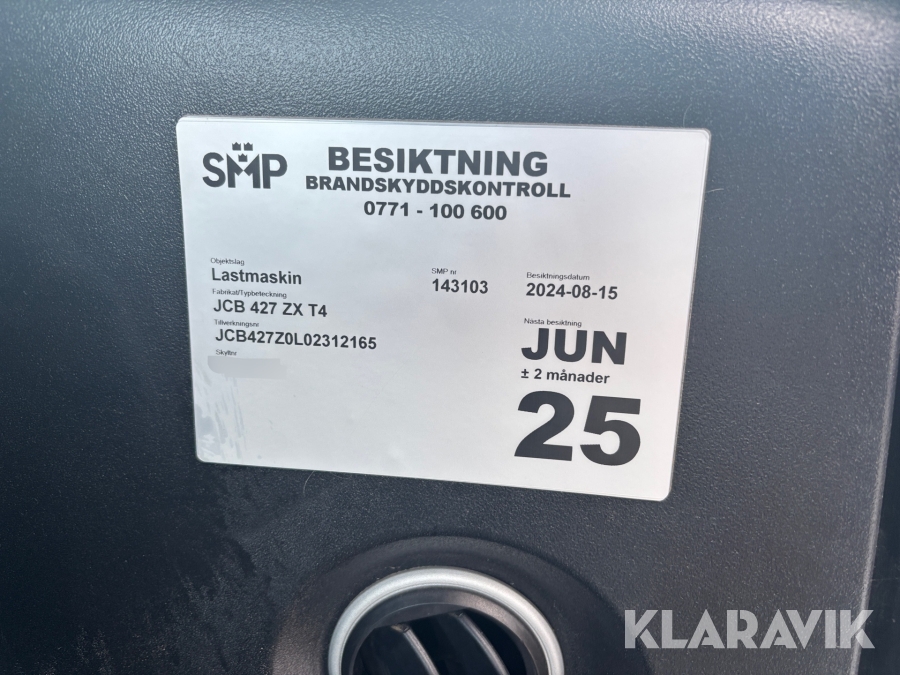 SMP
BESIKTNING
BRANDSKYDDSKONTROLL
0771 - 100 600
Objektslag
Lastmaskin
Fabrikat/Typbeteckning
JCB 427 ZX T4
Tillverkningsnr
JCB427Z0L02312165
Skyltnr
SMP nr
143103
Besiktningsdatum
2024-08-15
Nästa besiktning
JUN
± 2 månader
25
KLARAVIK